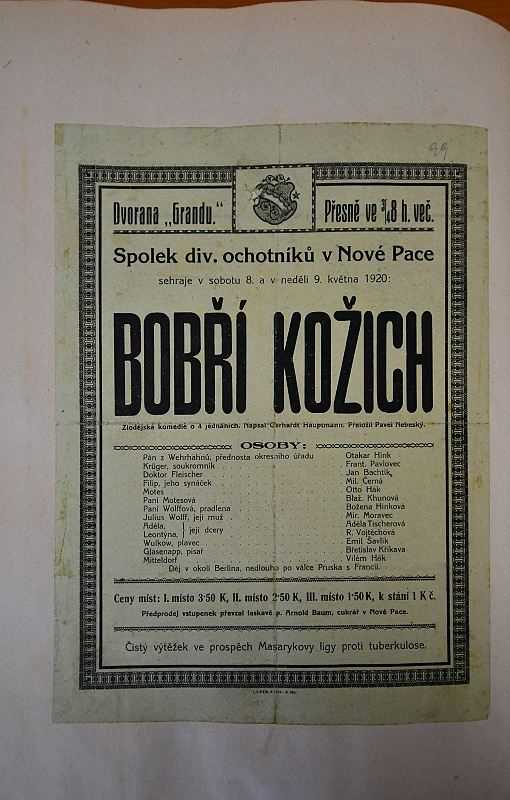 99
Dvorana „Grandu."
Přesně ve 3/4 8 h. več.
Spolek div. ochotníků v Nové Pace
sehraje v sobotu 8. a v neděli 9. května 1920:
BOBŘÍ KOŽICH
Zlodějská komedie o 4 jednáních. Napsal Gerhardt Hauptmann. Přeložil Pavel Nebeský.
OSOBY:
Pán z Wehrhahnů, přednosta okresního úřadu Otakar Hink
Krüger, soukromník Frant. Pavlovec
Doktor Fleischer Jan Bachtík
Filip, jeho synáček Mil. Černá
Motes Otto Hák
Paní Motesová Blaž. Khunová
Paní Wolffová, pradlena Božena Hinková
Julius Wolff, její muž Mir. Moravec
Adéla, Adéla Tischerová
Leontýna, její dcery R. Vojtěchová
Wulkow, plavec Emil Šavlík
Glasenapp, písař Břetislav Křikava
Mitteldorf Vilém Hák
Děj v okolí Berlína, nedlouho po válce Pruska s Francií.
Ceny míst: I. místo 3·50 K, II. místo 2·50 K, III. místo 1·50 K, k stání 1 K č.
Předprodej vstupenek převzal laskavě p. Arnold Baum, cukrář v Nové Pace.
Čistý výtěžek ve prospěch Masarykovy ligy proti tuberkulose.